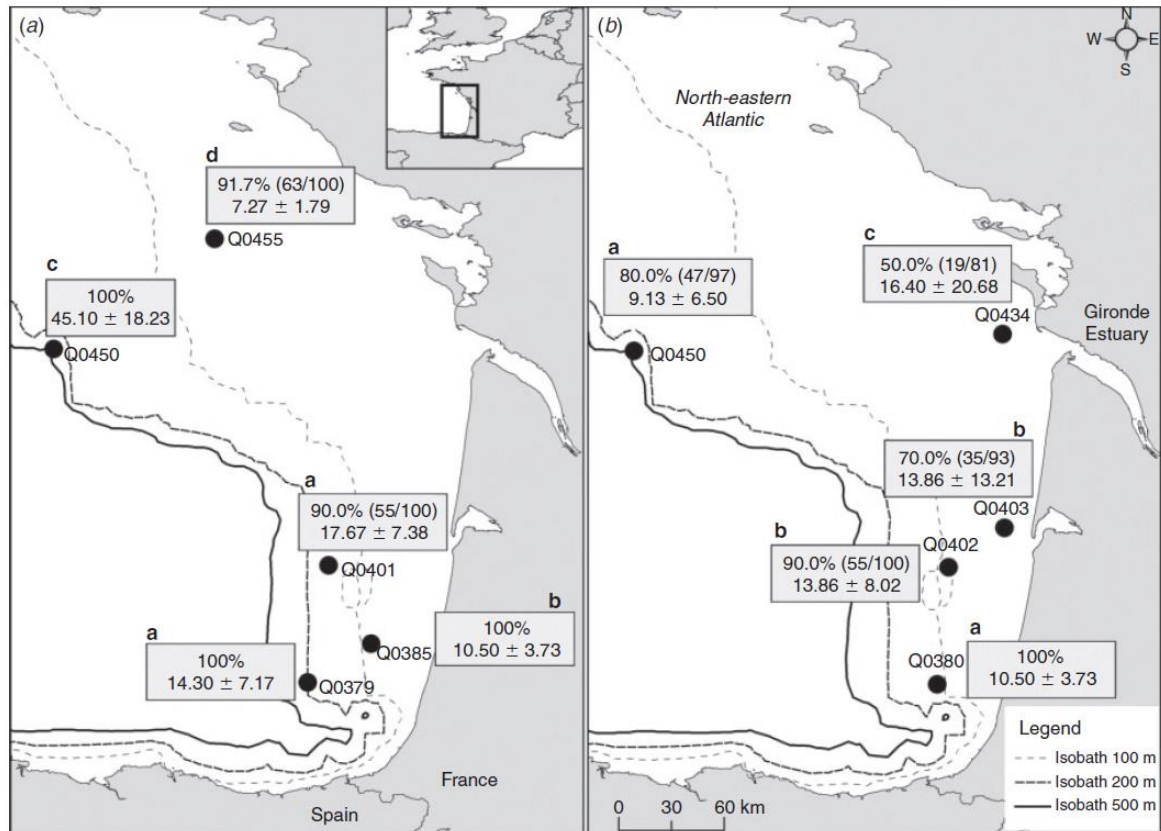 (a)
d
91.7% (63/100)
7.27 ± 1.79
Q0455
c
100%
45.10 ± 18.23
Q0450
a
90.0% (55/100)
17.67 ± 7.38
Q0401
b
100%
10.50 ± 3.73
Q0385
a
100%
14.30 ± 7.17
Q0379
France
Spain
(b)
N
W E
S
North-eastern
Atlantic
a
80.0% (47/97)
9.13 ± 6.50
Q0450
c
50.0% (19/81)
16.40 ± 20.68
Q0434
Gironde
Estuary
b
70.0% (35/93)
13.86 ± 13.21
Q0403
Q0402
b
90.0% (55/100)
13.86 ± 8.02
a
Q0380
100%
10.50 ± 3.73
Legend
Isobath 100 m
Isobath 200 m
Isobath 500 m
0 30 60 km